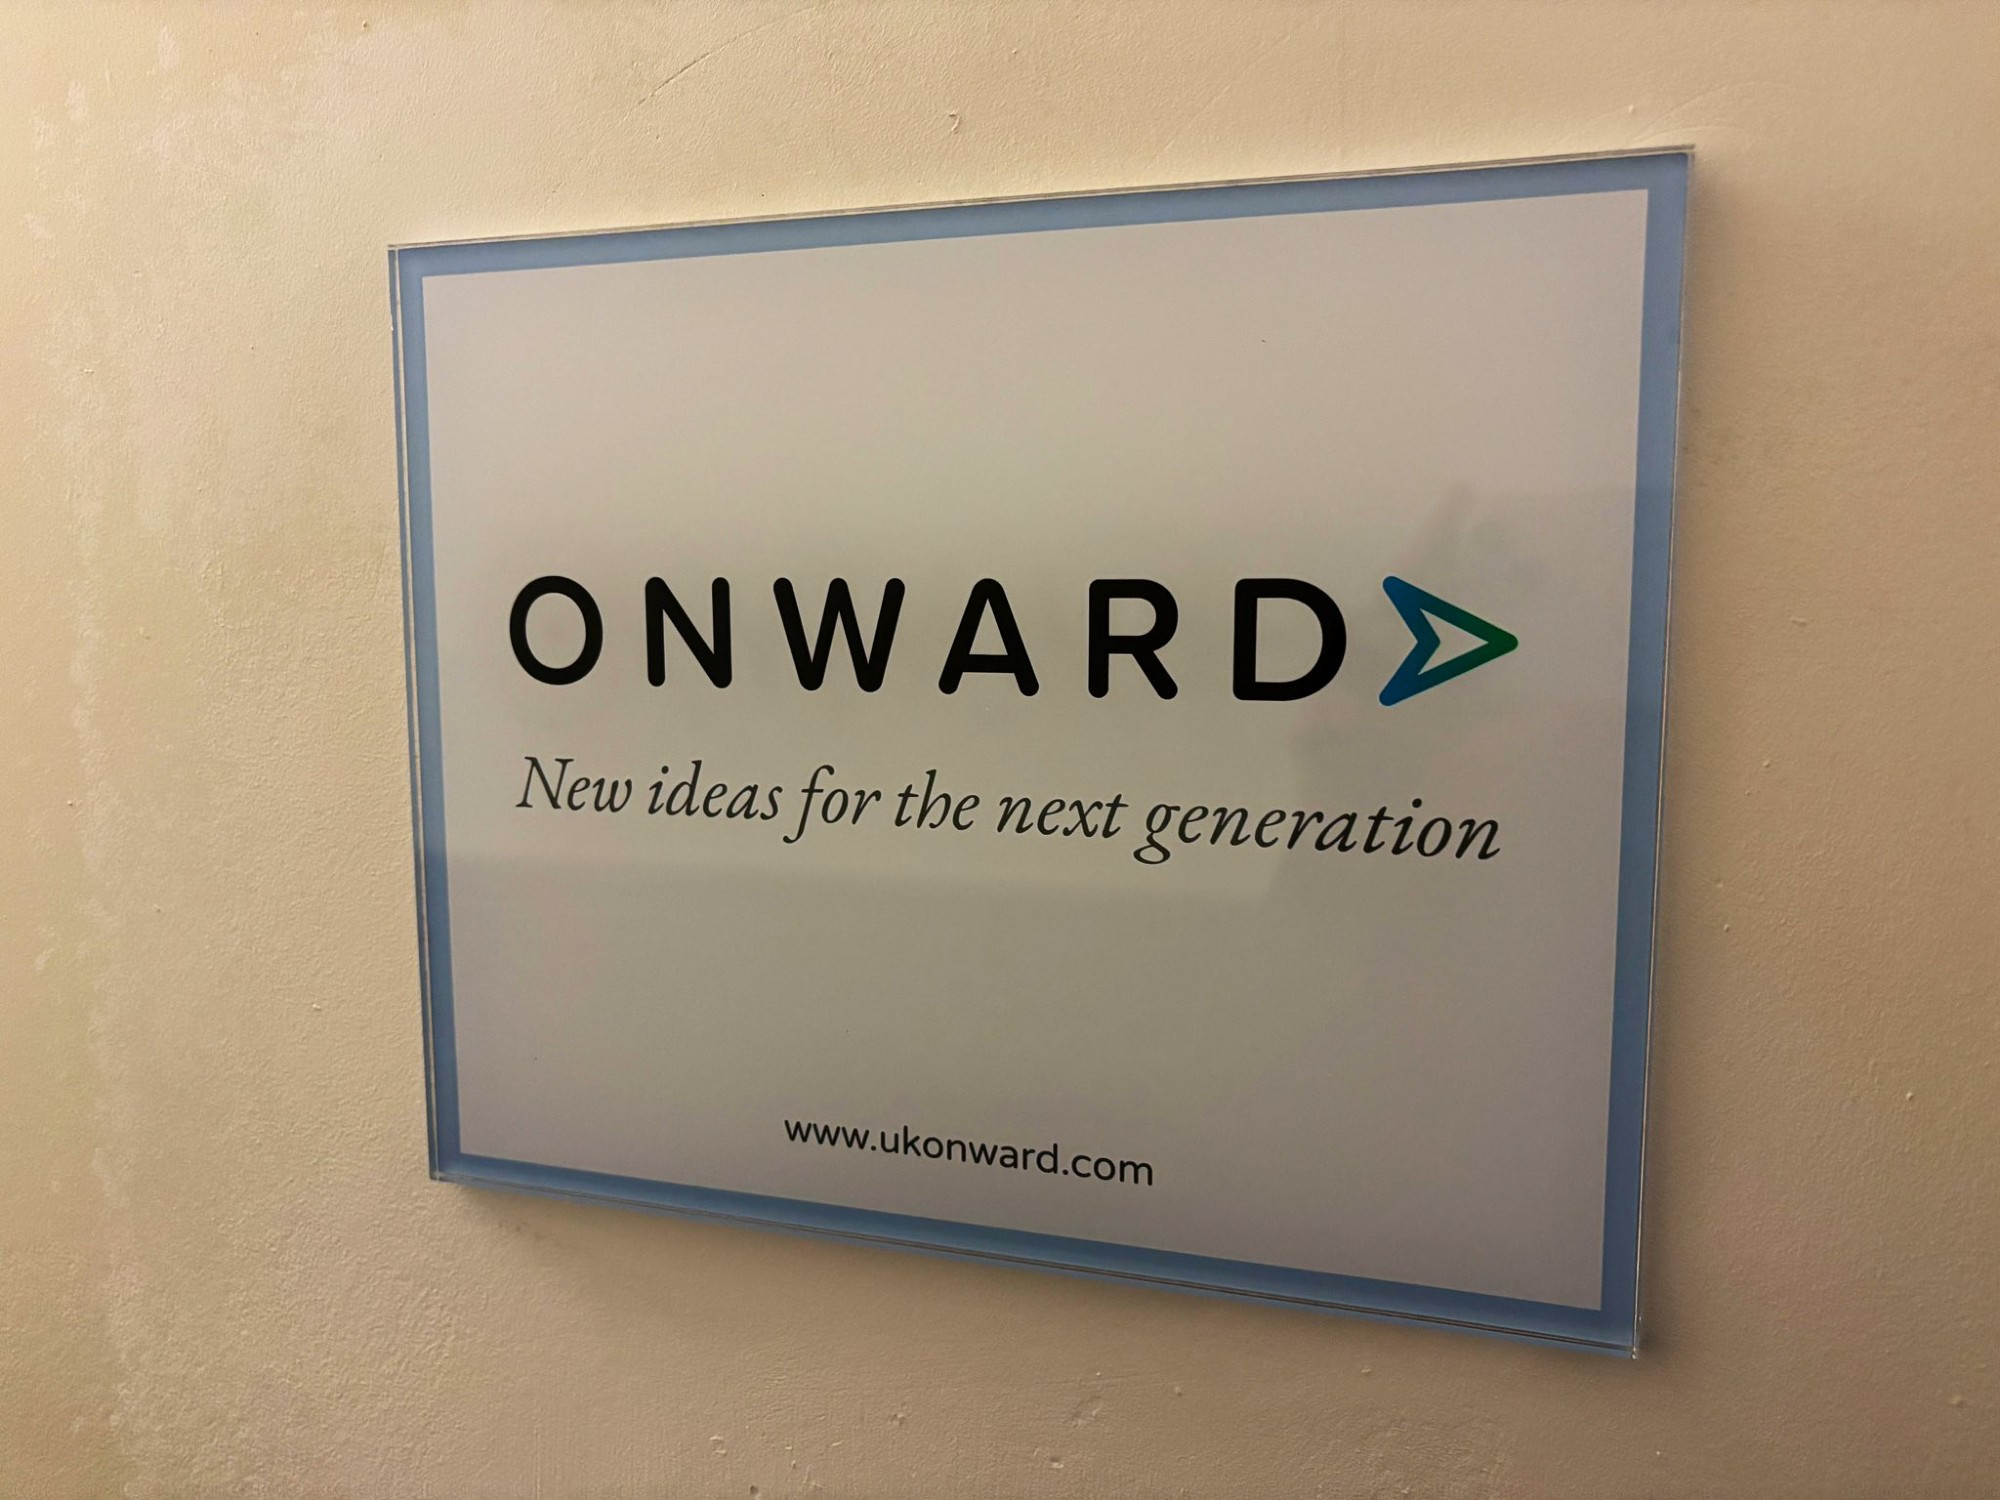 ONWARD
New ideas for the next generation
www.ukonward.com